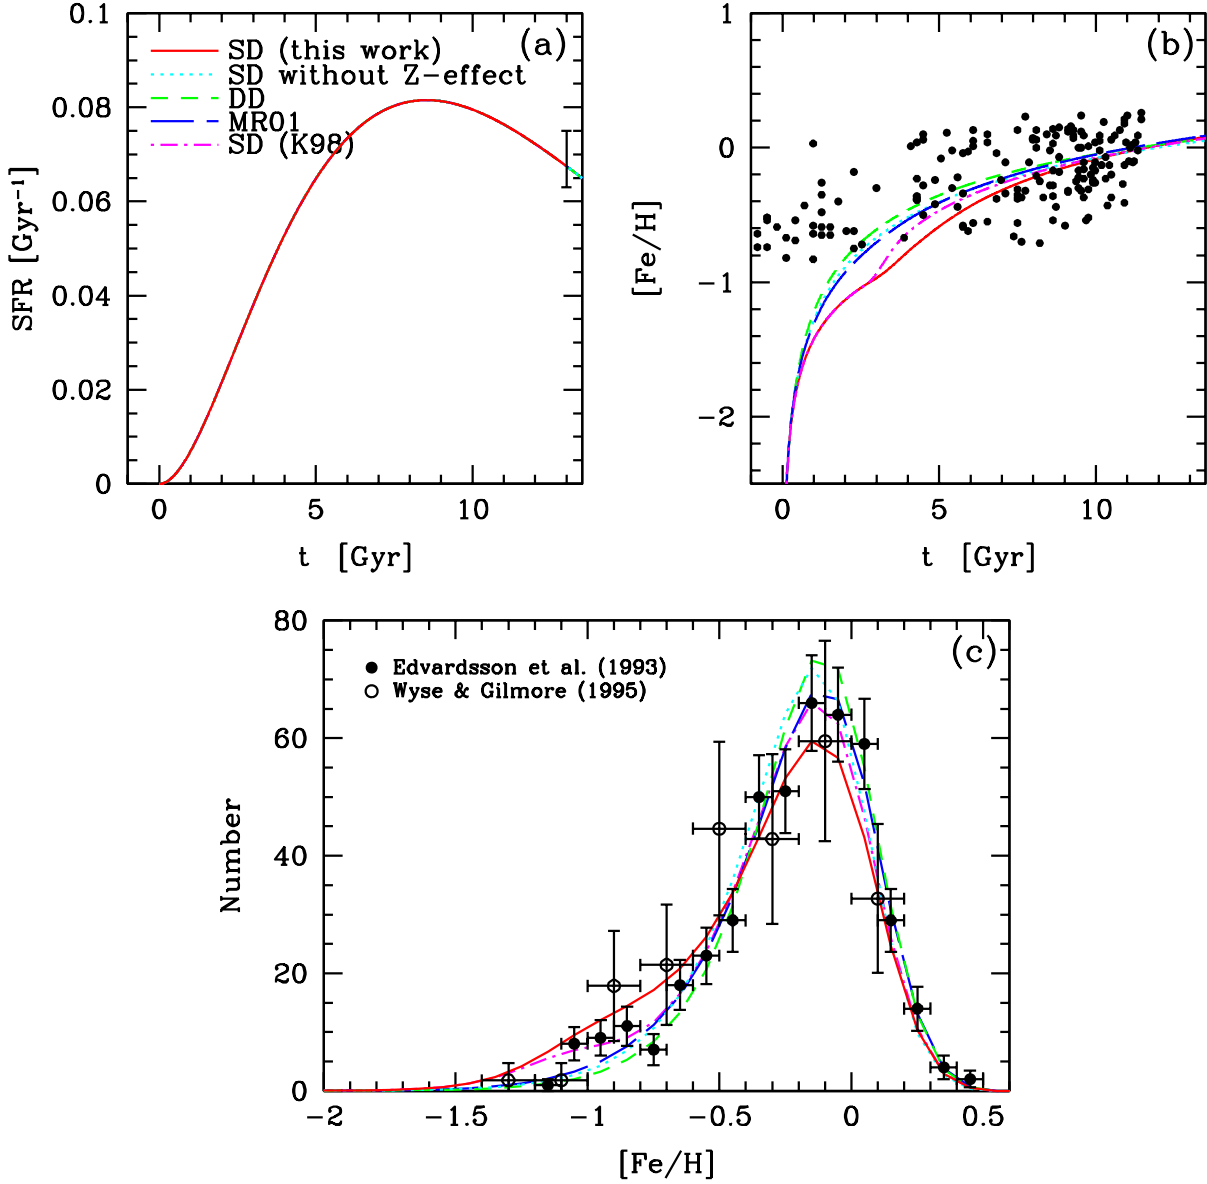 (a)
SD (this work)
SD without Z-effect
DD
MR01
SD (K98)
0.1
0.08
0.06
0.04
0.02
0
SFR [Gyr⁻¹]
0 5 10
t [Gyr]
(b)
1
0
-1
-2
[Fe/H]
0 5 10
t [Gyr]
(c)
Edvardsson et al. (1993)
Wyse & Gilmore (1995)
80
60
40
20
0
Number
-2 -1.5 -1 -0.5 0 0.5
[Fe/H]